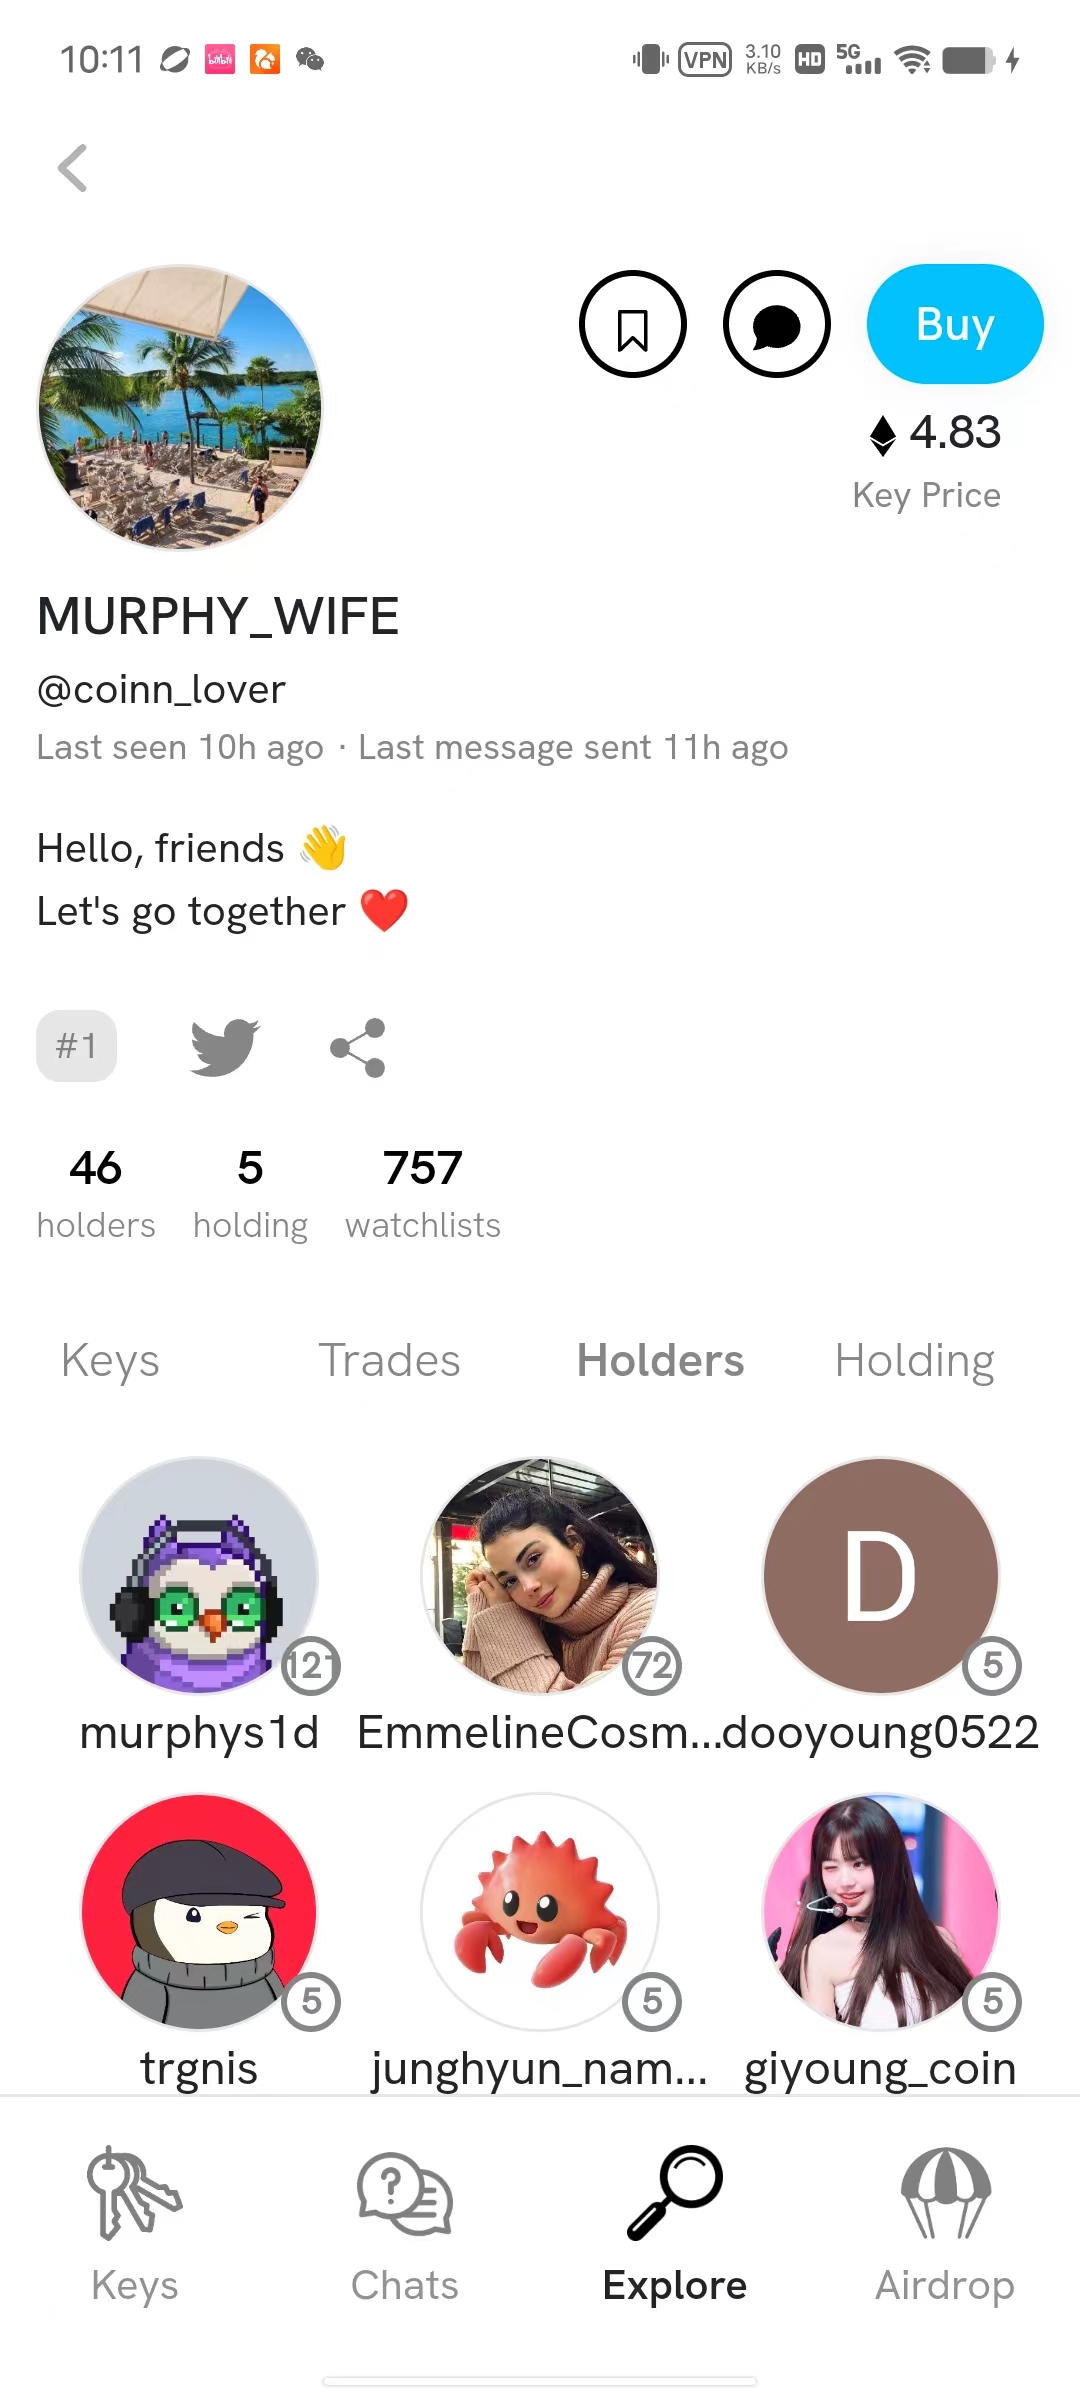 10:11
VPN 3.10 KB/s HD 5G
Buy
4.83
Key Price
MURPHY_WIFE
@coinn_lover
Last seen 10h ago · Last message sent 11h ago
Hello, friends 👋
Let's go together ❤️
#1
46 5 757
holders holding watchlists
Keys Trades Holders Holding
D
121 72 5
murphys1d EmmelineCosm... dooyoung0522
5 5 5
trgnis junghyun_nam... giyoung_coin
Keys Chats Explore Airdrop